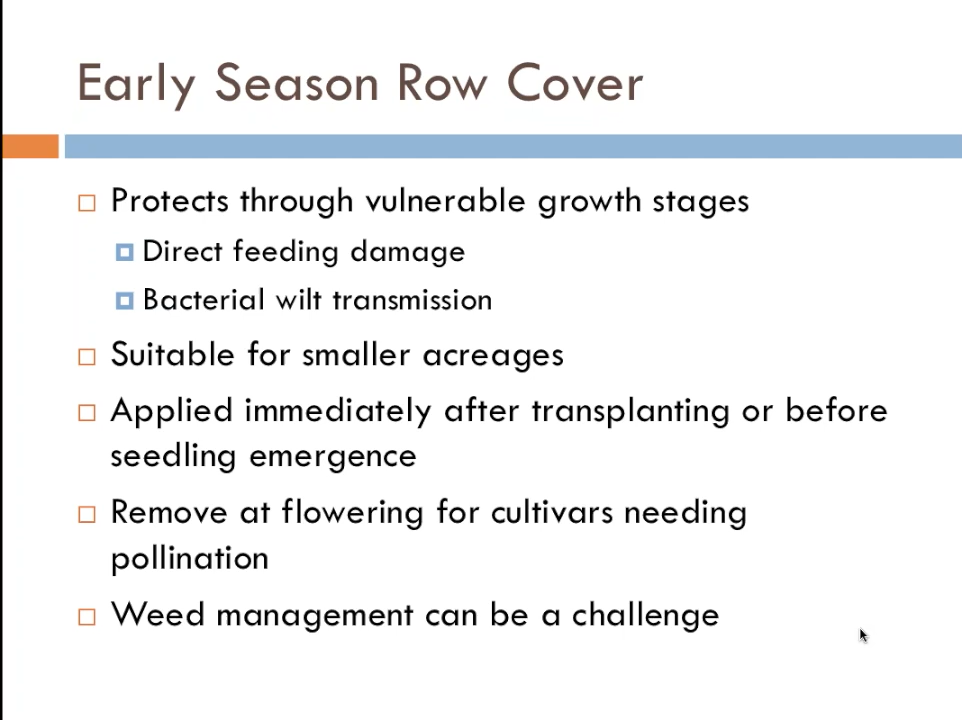 Early Season Row Cover
Protects through vulnerable growth stages
Direct feeding damage
Bacterial wilt transmission
Suitable for smaller acreages
Applied immediately after transplanting or before
seedling emergence
Remove at flowering for cultivars needing
pollination
Weed management can be a challenge